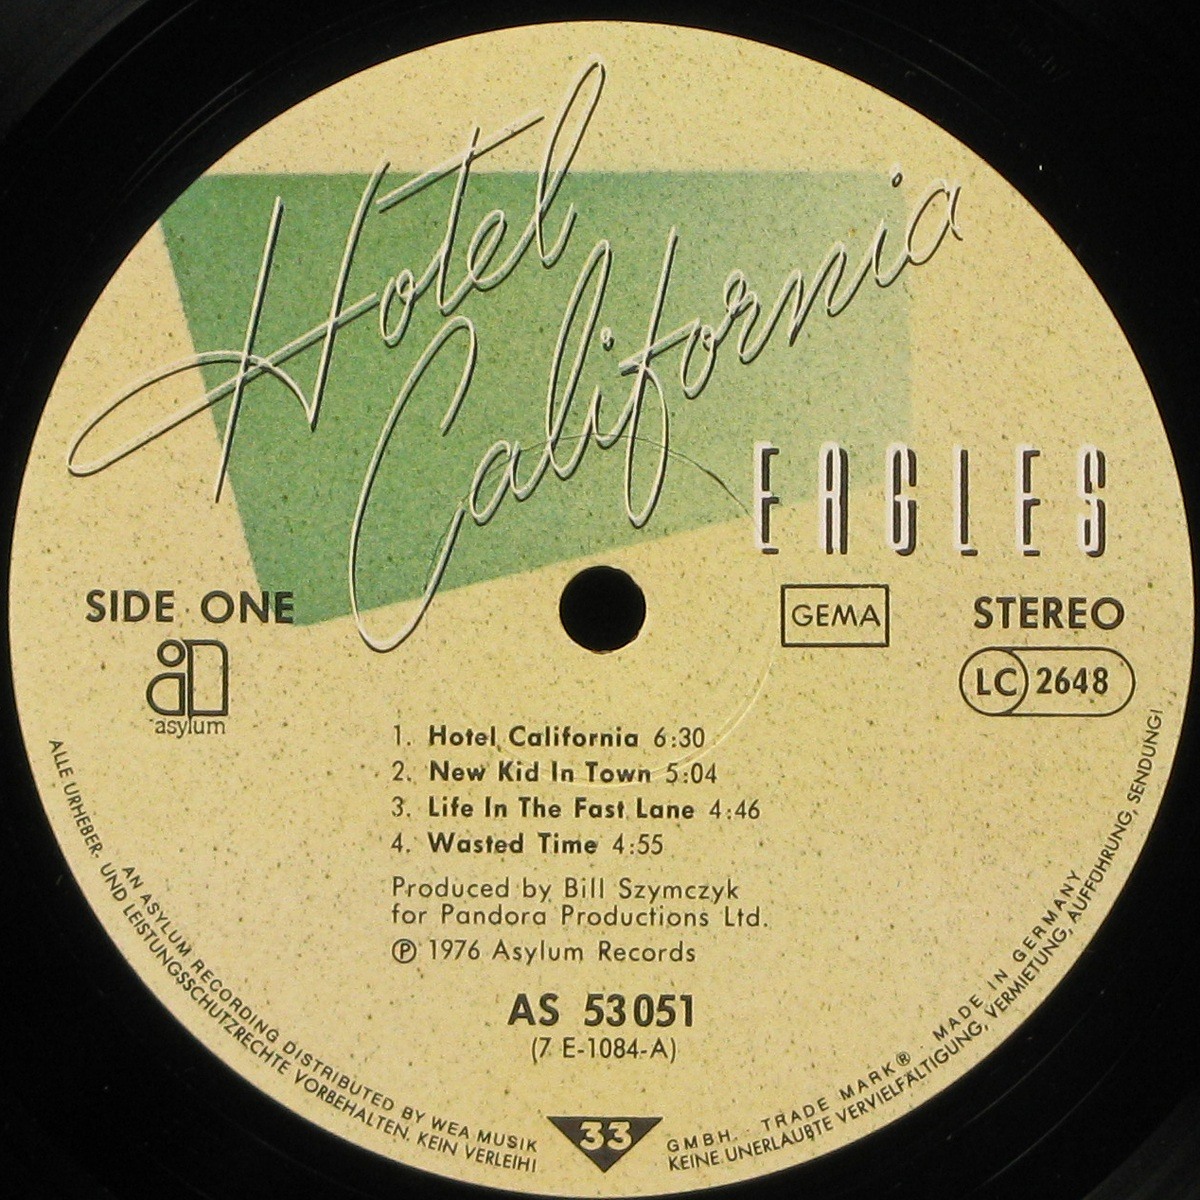 Hotel
California
EAGLES
SIDE ONE
asylum
GEMA
STEREO
LC 2648
1. Hotel California 6:30
2. New Kid In Town 5:04
3. Life In The Fast Lane 4:46
4. Wasted Time 4:55
Produced by Bill Szymczyk
for Pandora Productions Ltd.
Ⓟ 1976 Asylum Records
AS 53051
(7 E-1084-A)
33
AN ASYLUM RECORDING DISTRIBUTED BY WEA MUSIK GMBH. · TRADE MARK® · MADE IN GERMANY
ALLE URHEBER- UND LEISTUNGSSCHUTZRECHTE VORBEHALTEN. KEIN VERLEIH! KEINE UNERLAUBTE VERVIELFÄLTIGUNG, VERMIETUNG, AUFFÜHRUNG, SENDUNG!